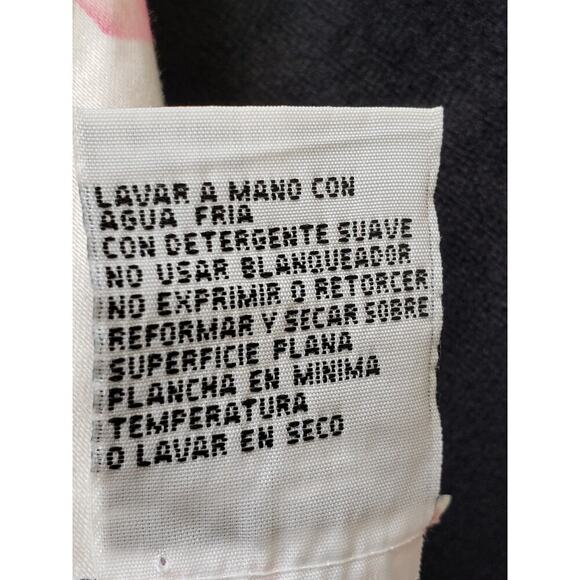 LAVAR A MANO CON
AGUA FRIA
CON DETERGENTE SUAVE
NO USAR BLANQUEADOR
NO EXPRIMIR O RETORCER
REFORMAR Y SECAR SOBRE
SUPERFICIE PLANA
PLANCHA EN MINIMA
TEMPERATURA
O LAVAR EN SECO